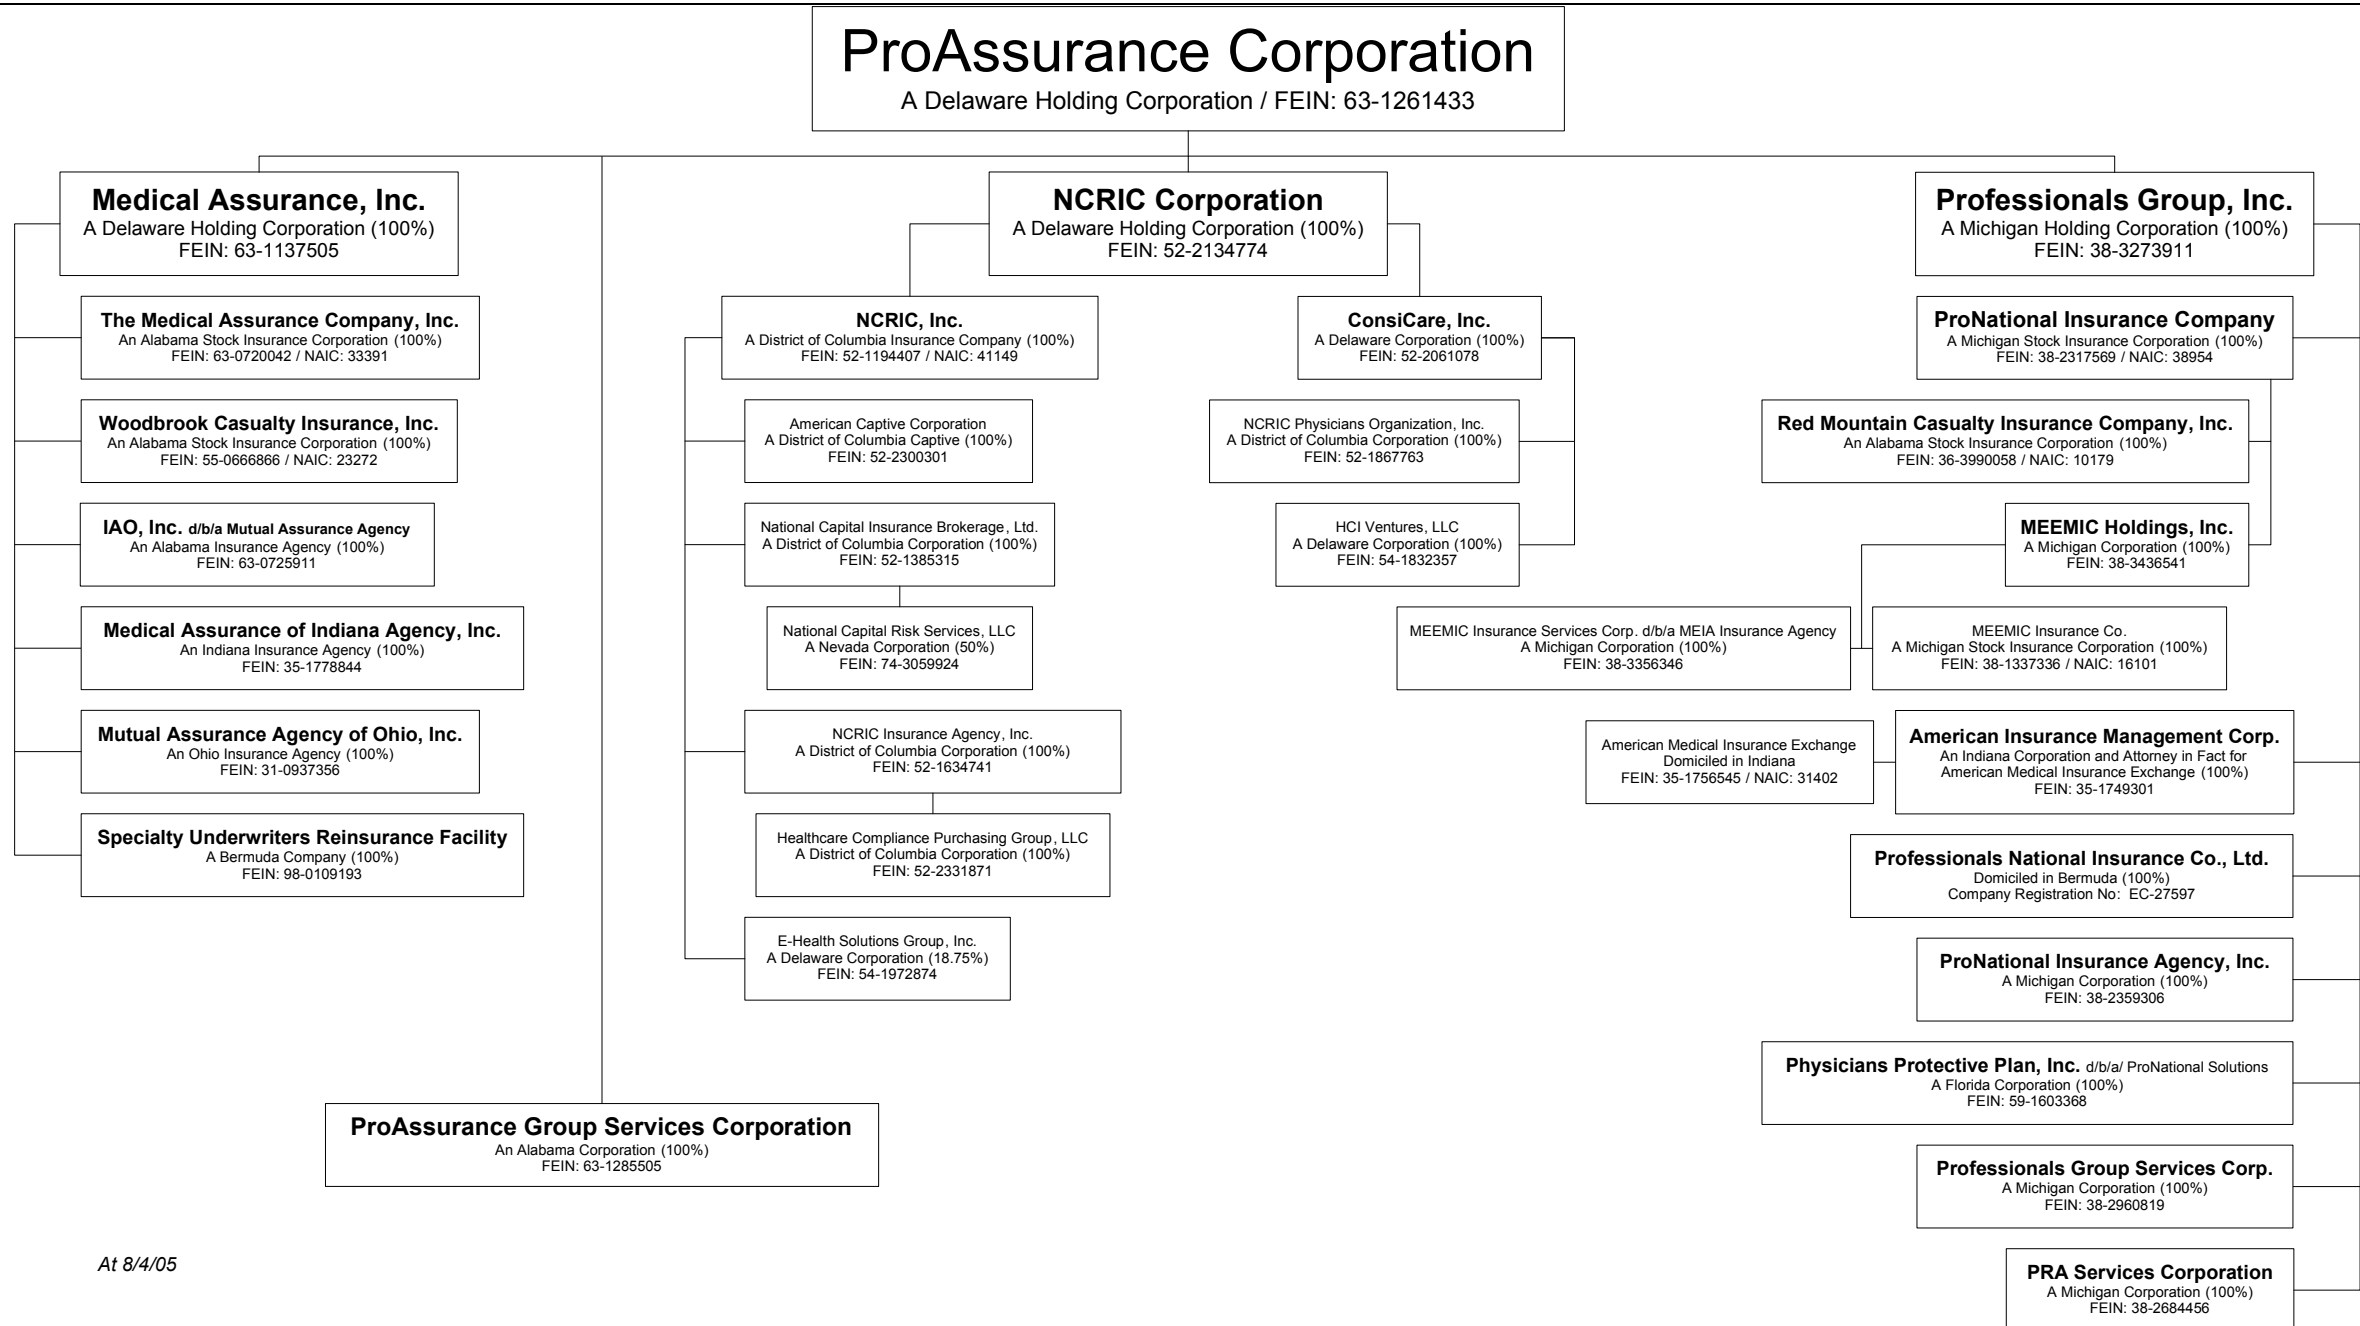 ProAssurance Corporation
A Delaware Holding Corporation / FEIN: 63-1261433
Medical Assurance, Inc.
A Delaware Holding Corporation (100%)
FEIN: 63-1137505
The Medical Assurance Company, Inc.
An Alabama Stock Insurance Corporation (100%)
FEIN: 63-0720042 / NAIC: 33391
Woodbrook Casualty Insurance, Inc.
An Alabama Stock Insurance Corporation (100%)
FEIN: 55-0666866 / NAIC: 23272
IAO, Inc. d/b/a Mutual Assurance Agency
An Alabama Insurance Agency (100%)
FEIN: 63-0725911
Medical Assurance of Indiana Agency, Inc.
An Indiana Insurance Agency (100%)
FEIN: 35-1778844
Mutual Assurance Agency of Ohio, Inc.
An Ohio Insurance Agency (100%)
FEIN: 31-0937356
Specialty Underwriters Reinsurance Facility
A Bermuda Company (100%)
FEIN: 98-0109193
ProAssurance Group Services Corporation
An Alabama Corporation (100%)
FEIN: 63-1285505
NCRIC Corporation
A Delaware Holding Corporation (100%)
FEIN: 52-2134774
NCRIC, Inc.
A District of Columbia Insurance Company (100%)
FEIN: 52-1194407 / NAIC: 41149
American Captive Corporation
A District of Columbia Captive (100%)
FEIN: 52-2300301
National Capital Insurance Brokerage, Ltd.
A District of Columbia Corporation (100%)
FEIN: 52-1385315
National Capital Risk Services, LLC
A Nevada Corporation (50%)
FEIN: 74-3059924
NCRIC Insurance Agency, Inc.
A District of Columbia Corporation (100%)
FEIN: 52-1634741
Healthcare Compliance Purchasing Group, LLC
A District of Columbia Corporation (100%)
FEIN: 52-2331871
E-Health Solutions Group, Inc.
A Delaware Corporation (18.75%)
FEIN: 54-1972874
ConsiCare, Inc.
A Delaware Corporation (100%)
FEIN: 52-2061078
NCRIC Physicians Organization, Inc.
A District of Columbia Corporation (100%)
FEIN: 52-1867763
HCI Ventures, LLC
A Delaware Corporation (100%)
FEIN: 54-1832357
Professionals Group, Inc.
A Michigan Holding Corporation (100%)
FEIN: 38-3273911
ProNational Insurance Company
A Michigan Stock Insurance Corporation (100%)
FEIN: 38-2317569 / NAIC: 38954
Red Mountain Casualty Insurance Company, Inc.
An Alabama Stock Insurance Corporation (100%)
FEIN: 36-3990058 / NAIC: 10179
MEEMIC Holdings, Inc.
A Michigan Corporation (100%)
FEIN: 38-3436541
MEEMIC Insurance Services Corp. d/b/a MEIA Insurance Agency
A Michigan Corporation (100%)
FEIN: 38-3356346
MEEMIC Insurance Co.
A Michigan Stock Insurance Corporation (100%)
FEIN: 38-1337336 / NAIC: 16101
American Medical Insurance Exchange
Domiciled in Indiana
FEIN: 35-1756545 / NAIC: 31402
American Insurance Management Corp.
An Indiana Corporation and Attorney in Fact for
American Medical Insurance Exchange (100%)
FEIN: 35-1749301
Professionals National Insurance Co., Ltd.
Domiciled in Bermuda (100%)
Company Registration No: EC-27597
ProNational Insurance Agency, Inc.
A Michigan Corporation (100%)
FEIN: 38-2359306
Physicians Protective Plan, Inc. d/b/a/ ProNational Solutions
A Florida Corporation (100%)
FEIN: 59-1603368
Professionals Group Services Corp.
A Michigan Corporation (100%)
FEIN: 38-2960819
PRA Services Corporation
A Michigan Corporation (100%)
FEIN: 38-2684456
At 8/4/05